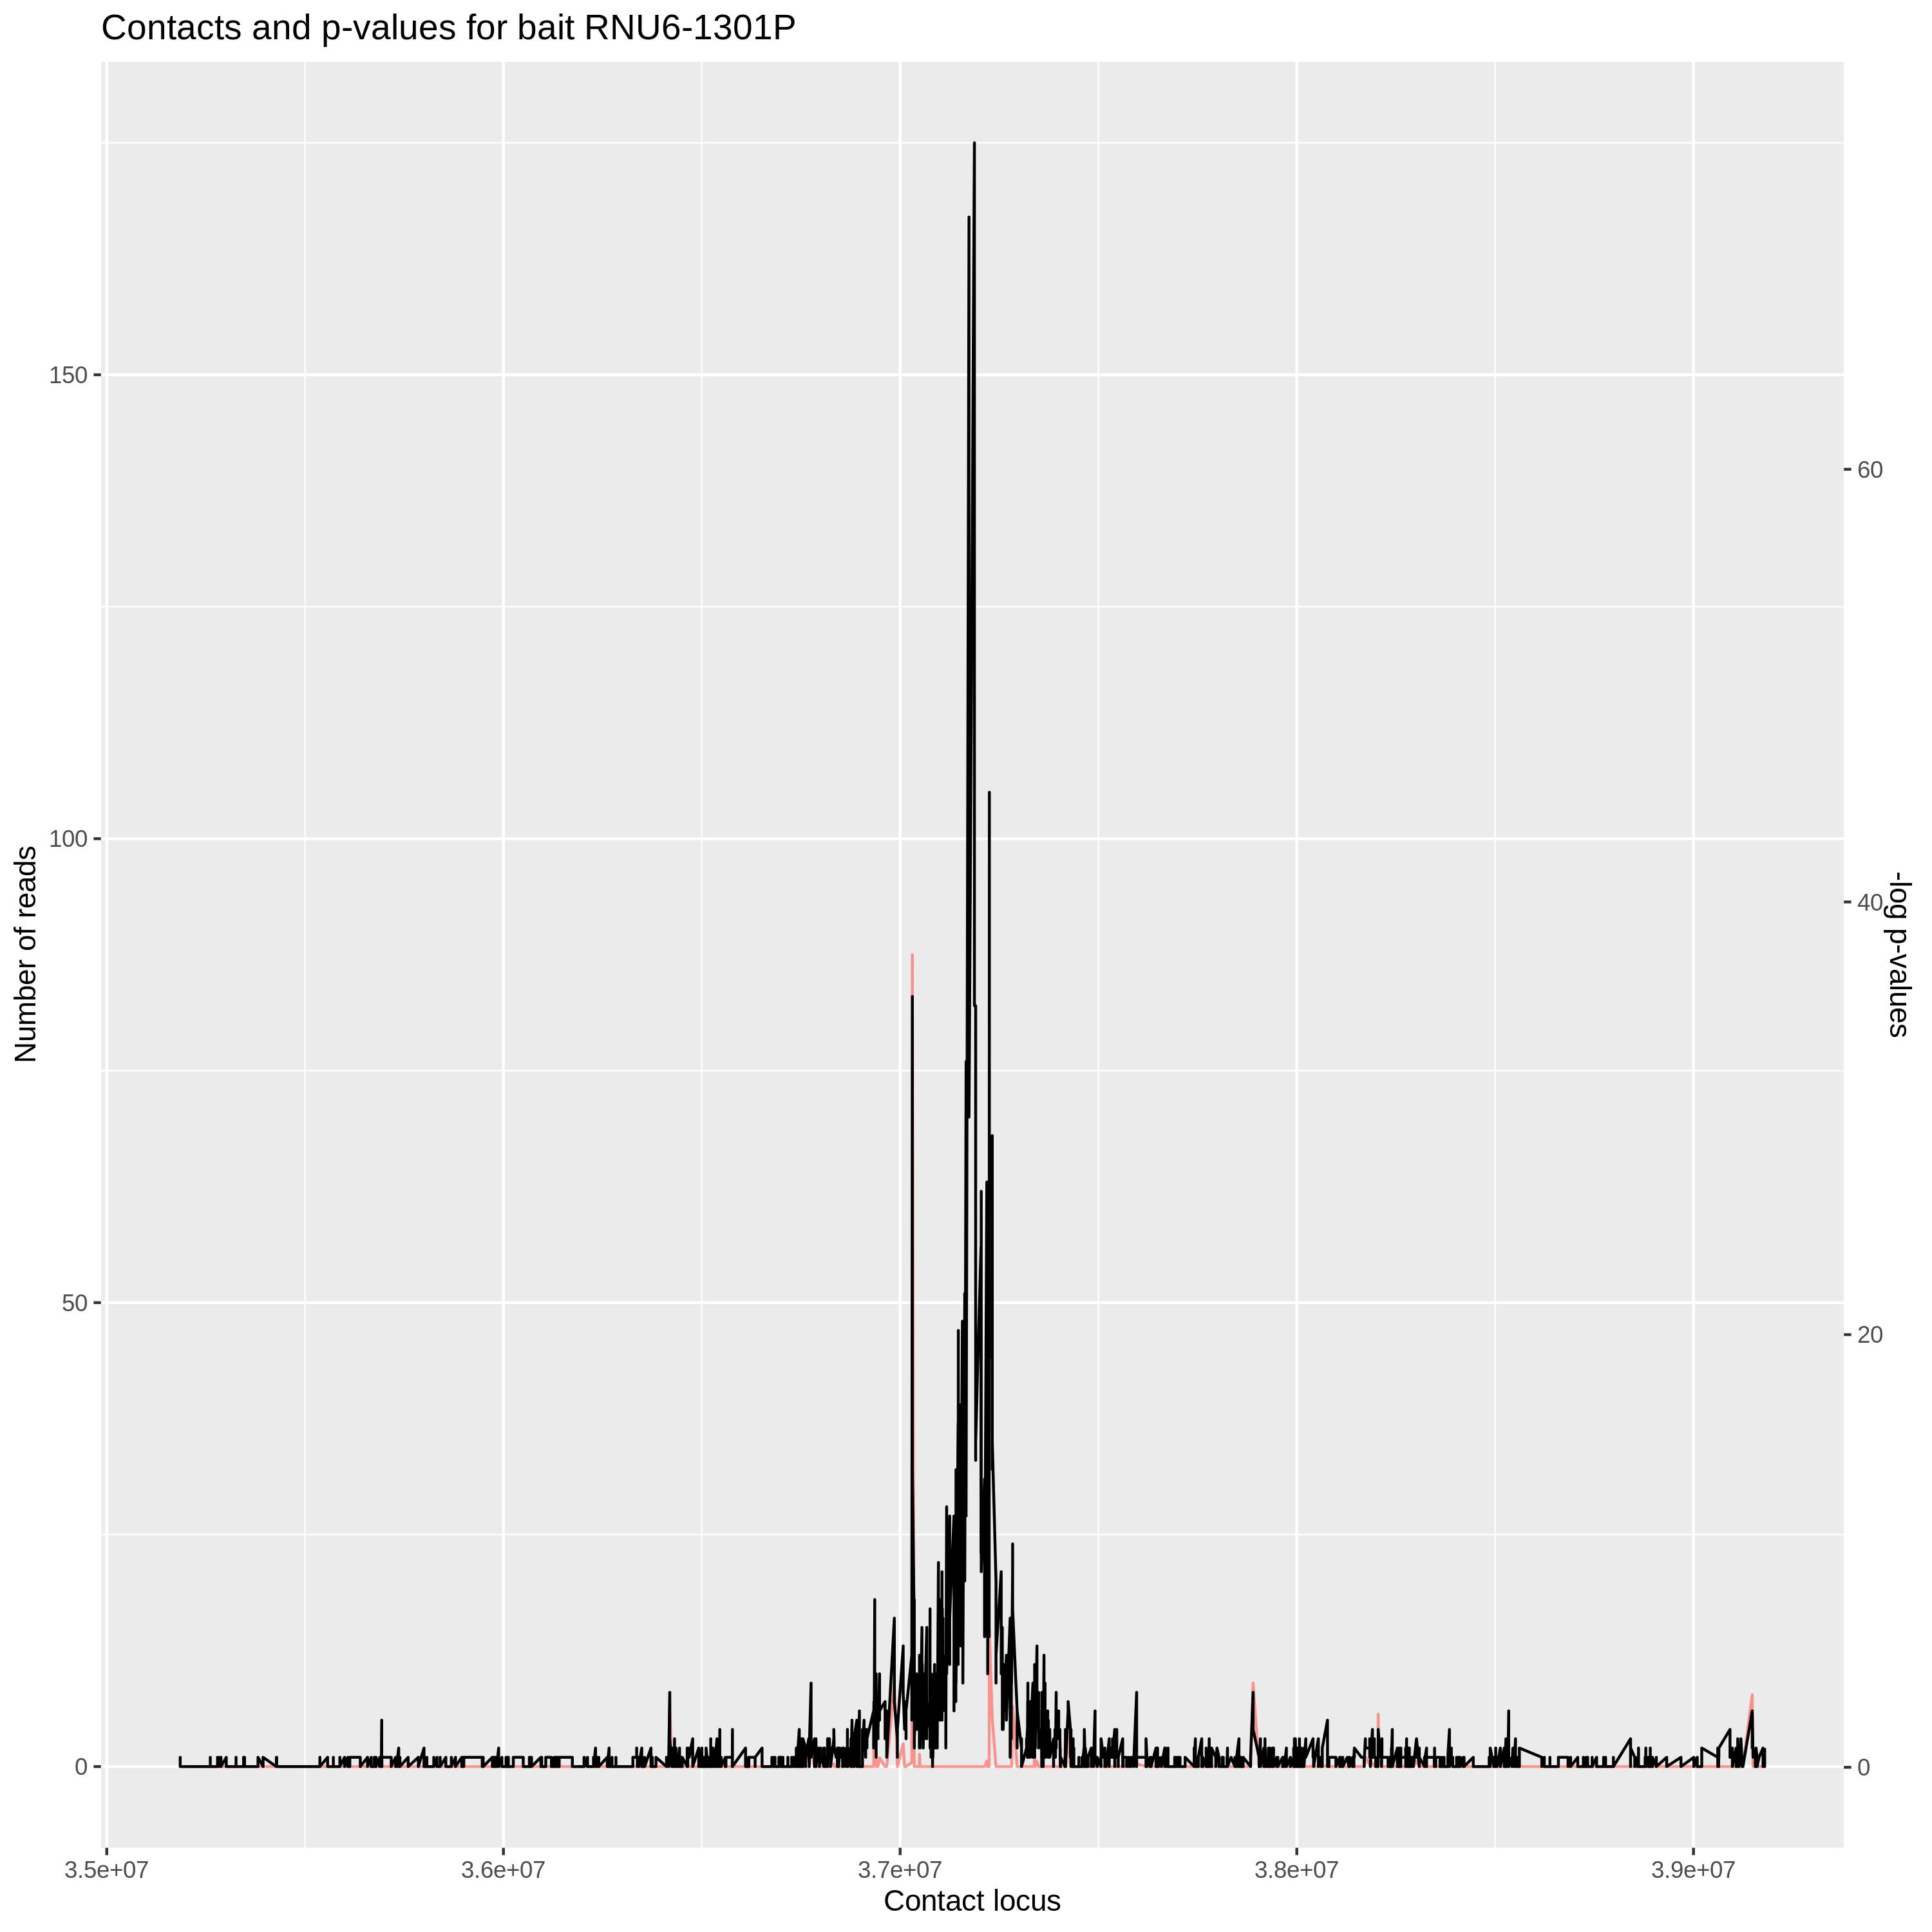 Contacts and p-values for bait RNU6-1301P
Number of reads
150
100
50
0
60
40
20
0
-log p-values
3.5e+07 3.6e+07 3.7e+07 3.8e+07 3.9e+07
Contact locus